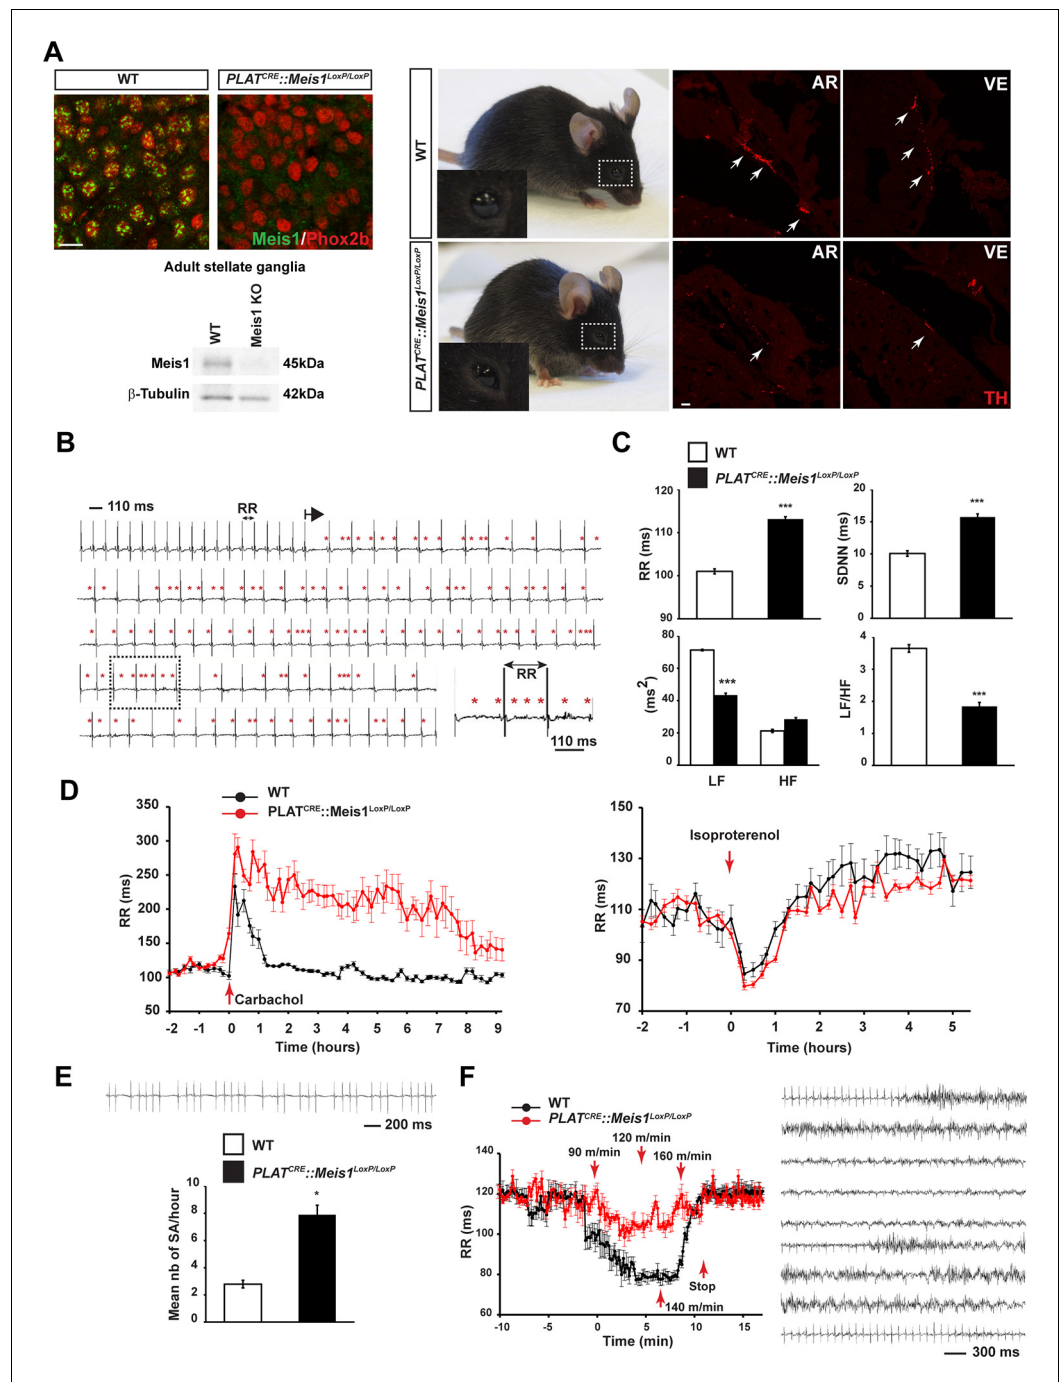 A
WT
PLATCRE::Meis1LoxP/LoxP
Meis1/Phox2b
Adult stellate ganglia
WT
Meis1 KO
Meis1
45kDa
β-Tubulin
42kDa
WT
AR
VE
PLATCRE::Meis1LoxP/LoxP
AR
VE
TH
B
110 ms
RR
RR
110 ms
C
WT
PLATCRE::Meis1LoxP/LoxP
RR (ms)
120
110
100
90
***
SDNN (ms)
20
15
10
5
0
***
(ms2)
80
60
40
20
0
***
LF
HF
LF/HF
4
3
2
1
0
***
D
WT
PLATCRE::Meis1LoxP/LoxP
RR (ms)
350
300
250
200
150
100
50
Carbachol
-2 -1 0 1 2 3 4 5 6 7 8 9
Time (hours)
RR (ms)
150
130
110
90
70
Isoproterenol
-2 -1 0 1 2 3 4 5
Time (hours)
E
200 ms
WT
PLATCRE::Meis1LoxP/LoxP
Mean nb of SA/hour
10
8
6
4
2
0
*
F
WT
PLATCRE::Meis1LoxP/LoxP
RR (ms)
140
120
100
80
60
90 m/min
120 m/min
160 m/min
Stop
140 m/min
-10 -5 0 5 10 15
Time (min)
300 ms